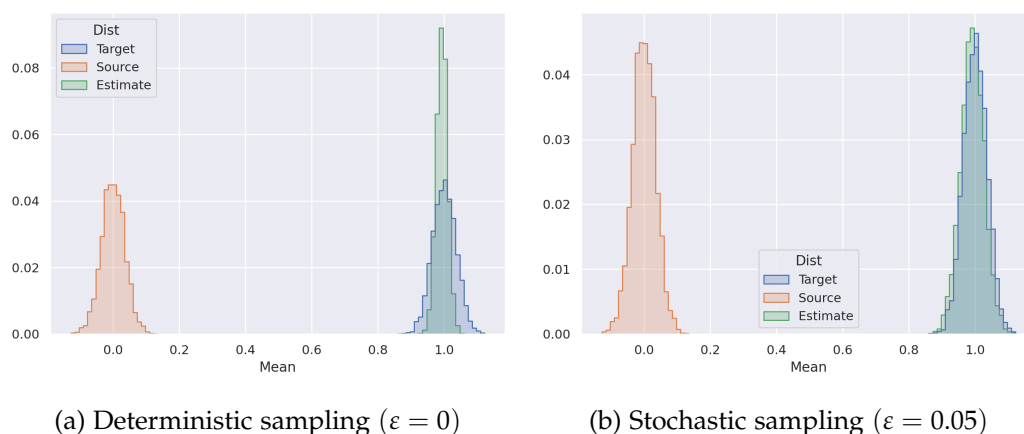 Dist
Target
Source
Estimate
0.08
0.06
0.04
0.02
0.00
0.0 0.2 0.4 0.6 0.8 1.0
Mean
(a) Deterministic sampling (ε = 0)
0.04
0.03
0.02
0.01
0.00
Dist
Target
Source
Estimate
0.0 0.2 0.4 0.6 0.8 1.0
Mean
(b) Stochastic sampling (ε = 0.05)